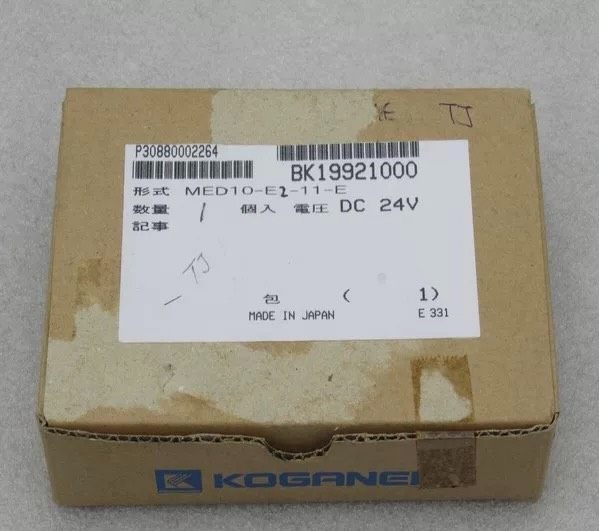 TJ
P30880002264
BK19921000
形式 MED10-E2-11-E
数量 1 個入 電圧 DC 24V
記事
TJ
包 ( 1)
MADE IN JAPAN
E 331
KOGANEI